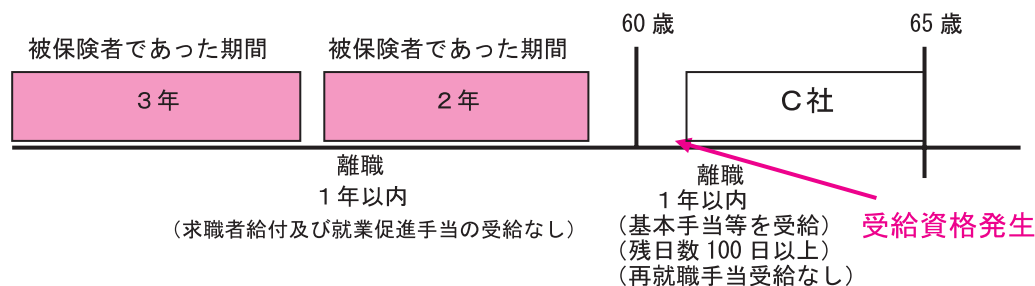 60歳
65歳
被保険者であった期間
被保険者であった期間
３年
２年
Ｃ社
離職
１年以内
（求職者給付及び就業促進手当の受給なし）
離職
１年以内
（基本手当等を受給）
（残日数100日以上）
（再就職手当受給なし）
受給資格発生